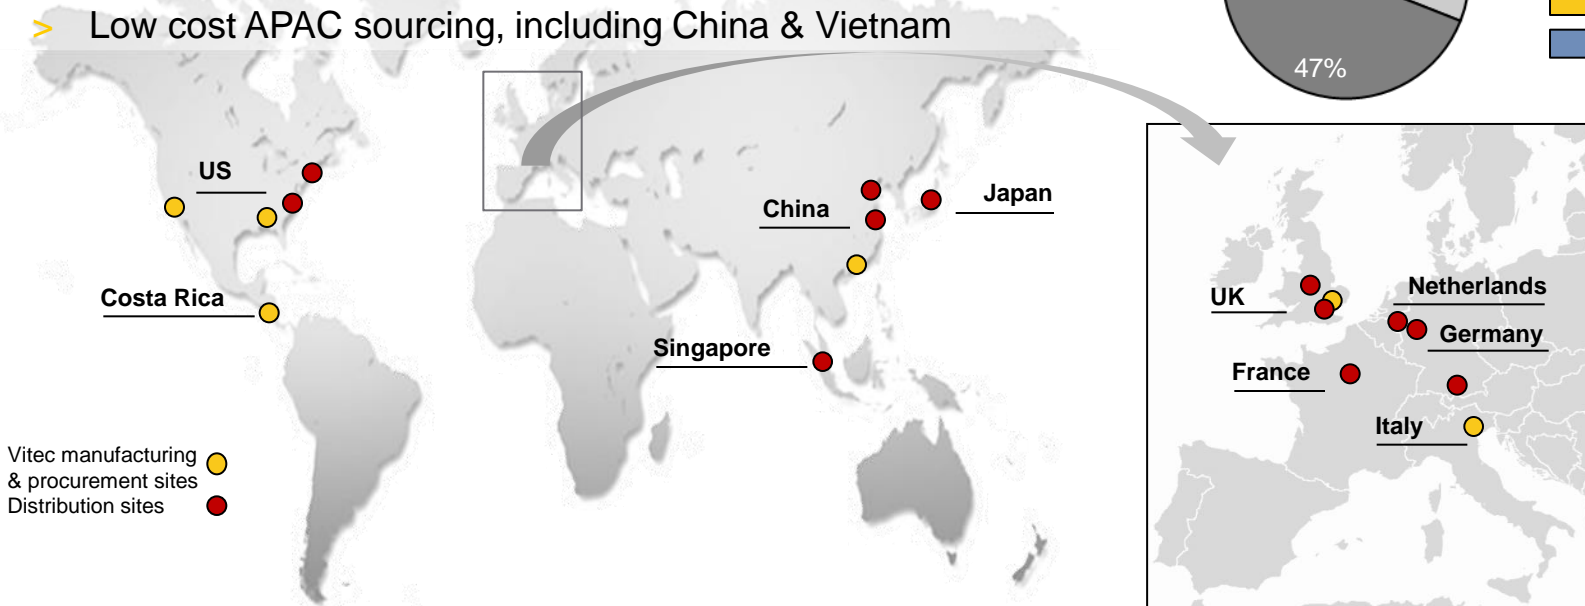 > Low cost APAC sourcing, including China & Vietnam
47%
US
China
Japan
Costa Rica
Singapore
UK
Netherlands
Germany
France
Italy
Vitec manufacturing
& procurement sites
Distribution sites